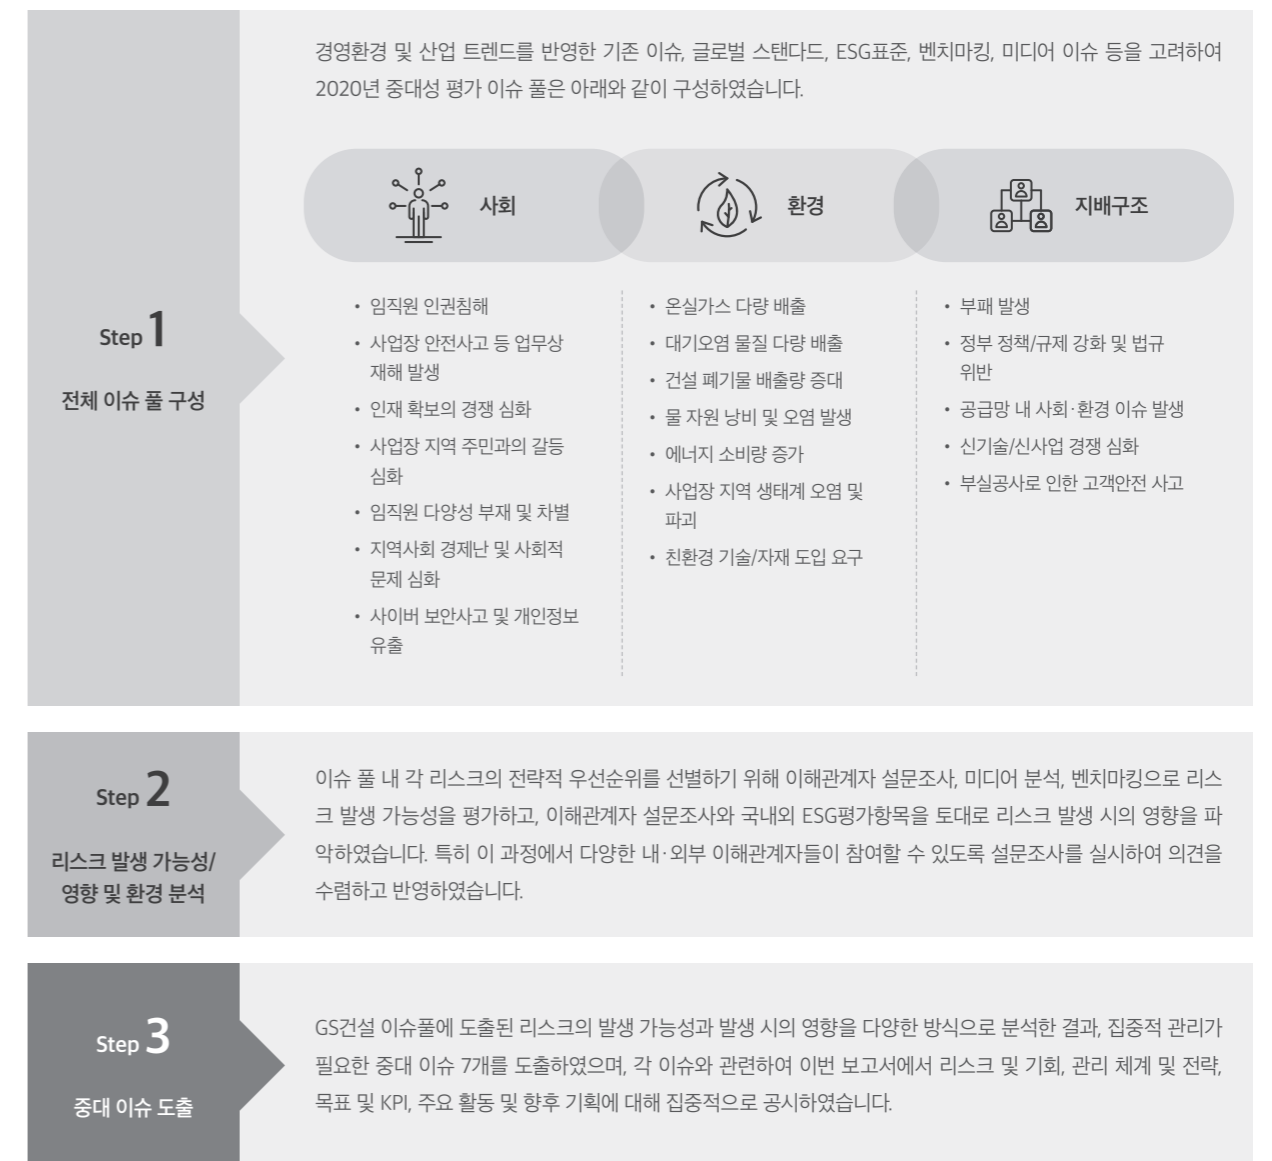 Step 1
전체 이슈 풀 구성
경영환경 및 산업 트렌드를 반영한 기존 이슈, 글로벌 스탠다드, ESG표준, 벤치마킹, 미디어 이슈 등을 고려하여
2020년 중대성 평가 이슈 풀은 아래와 같이 구성하였습니다.
사회
• 임직원 인권침해
• 사업장 안전사고 등 업무상
재해 발생
• 인재 확보의 경쟁 심화
• 사업장 지역 주민과의 갈등
심화
• 임직원 다양성 부재 및 차별
• 지역사회 경제난 및 사회적
문제 심화
• 사이버 보안사고 및 개인정보
유출
환경
• 온실가스 다량 배출
• 대기오염 물질 다량 배출
• 건설 폐기물 배출량 증대
• 물 자원 낭비 및 오염 발생
• 에너지 소비량 증가
• 사업장 지역 생태계 오염 및
파괴
• 친환경 기술/자재 도입 요구
지배구조
• 부패 발생
• 정부 정책/규제 강화 및 법규
위반
• 공급망 내 사회·환경 이슈 발생
• 신기술/신사업 경쟁 심화
• 부실공사로 인한 고객안전 사고
Step 2
리스크 발생 가능성/
영향 및 환경 분석
이슈 풀 내 각 리스크의 전략적 우선순위를 선별하기 위해 이해관계자 설문조사, 미디어 분석, 벤치마킹으로 리스
크 발생 가능성을 평가하고, 이해관계자 설문조사와 국내외 ESG평가항목을 토대로 리스크 발생 시의 영향을 파
악하였습니다. 특히 이 과정에서 다양한 내·외부 이해관계자들이 참여할 수 있도록 설문조사를 실시하여 의견을
수렴하고 반영하였습니다.
Step 3
중대 이슈 도출
GS건설 이슈풀에 도출된 리스크의 발생 가능성과 발생 시의 영향을 다양한 방식으로 분석한 결과, 집중적 관리가
필요한 중대 이슈 7개를 도출하였으며, 각 이슈와 관련하여 이번 보고서에서 리스크 및 기회, 관리 체계 및 전략,
목표 및 KPI, 주요 활동 및 향후 기획에 대해 집중적으로 공시하였습니다.